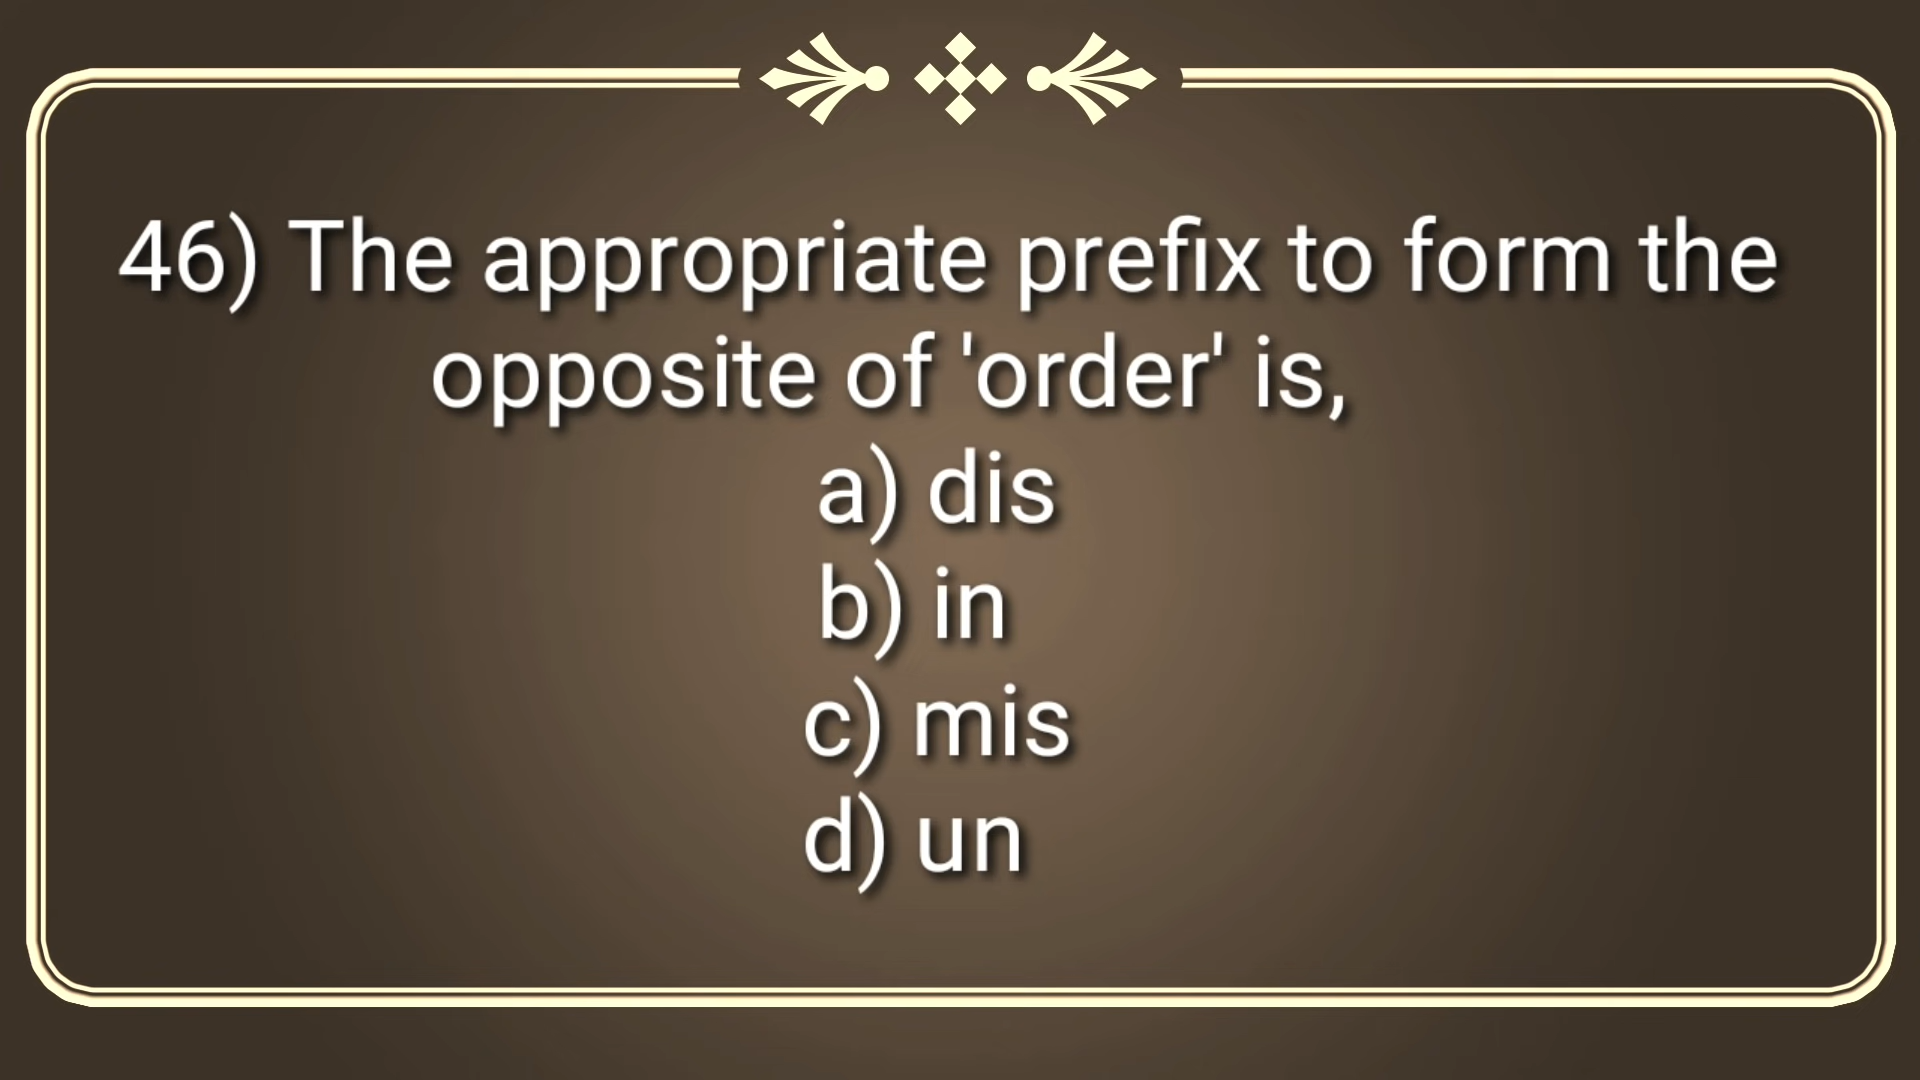 46) The appropriate prefix to form the
opposite of 'order' is,
a) dis
b) in
c) mis
d) un